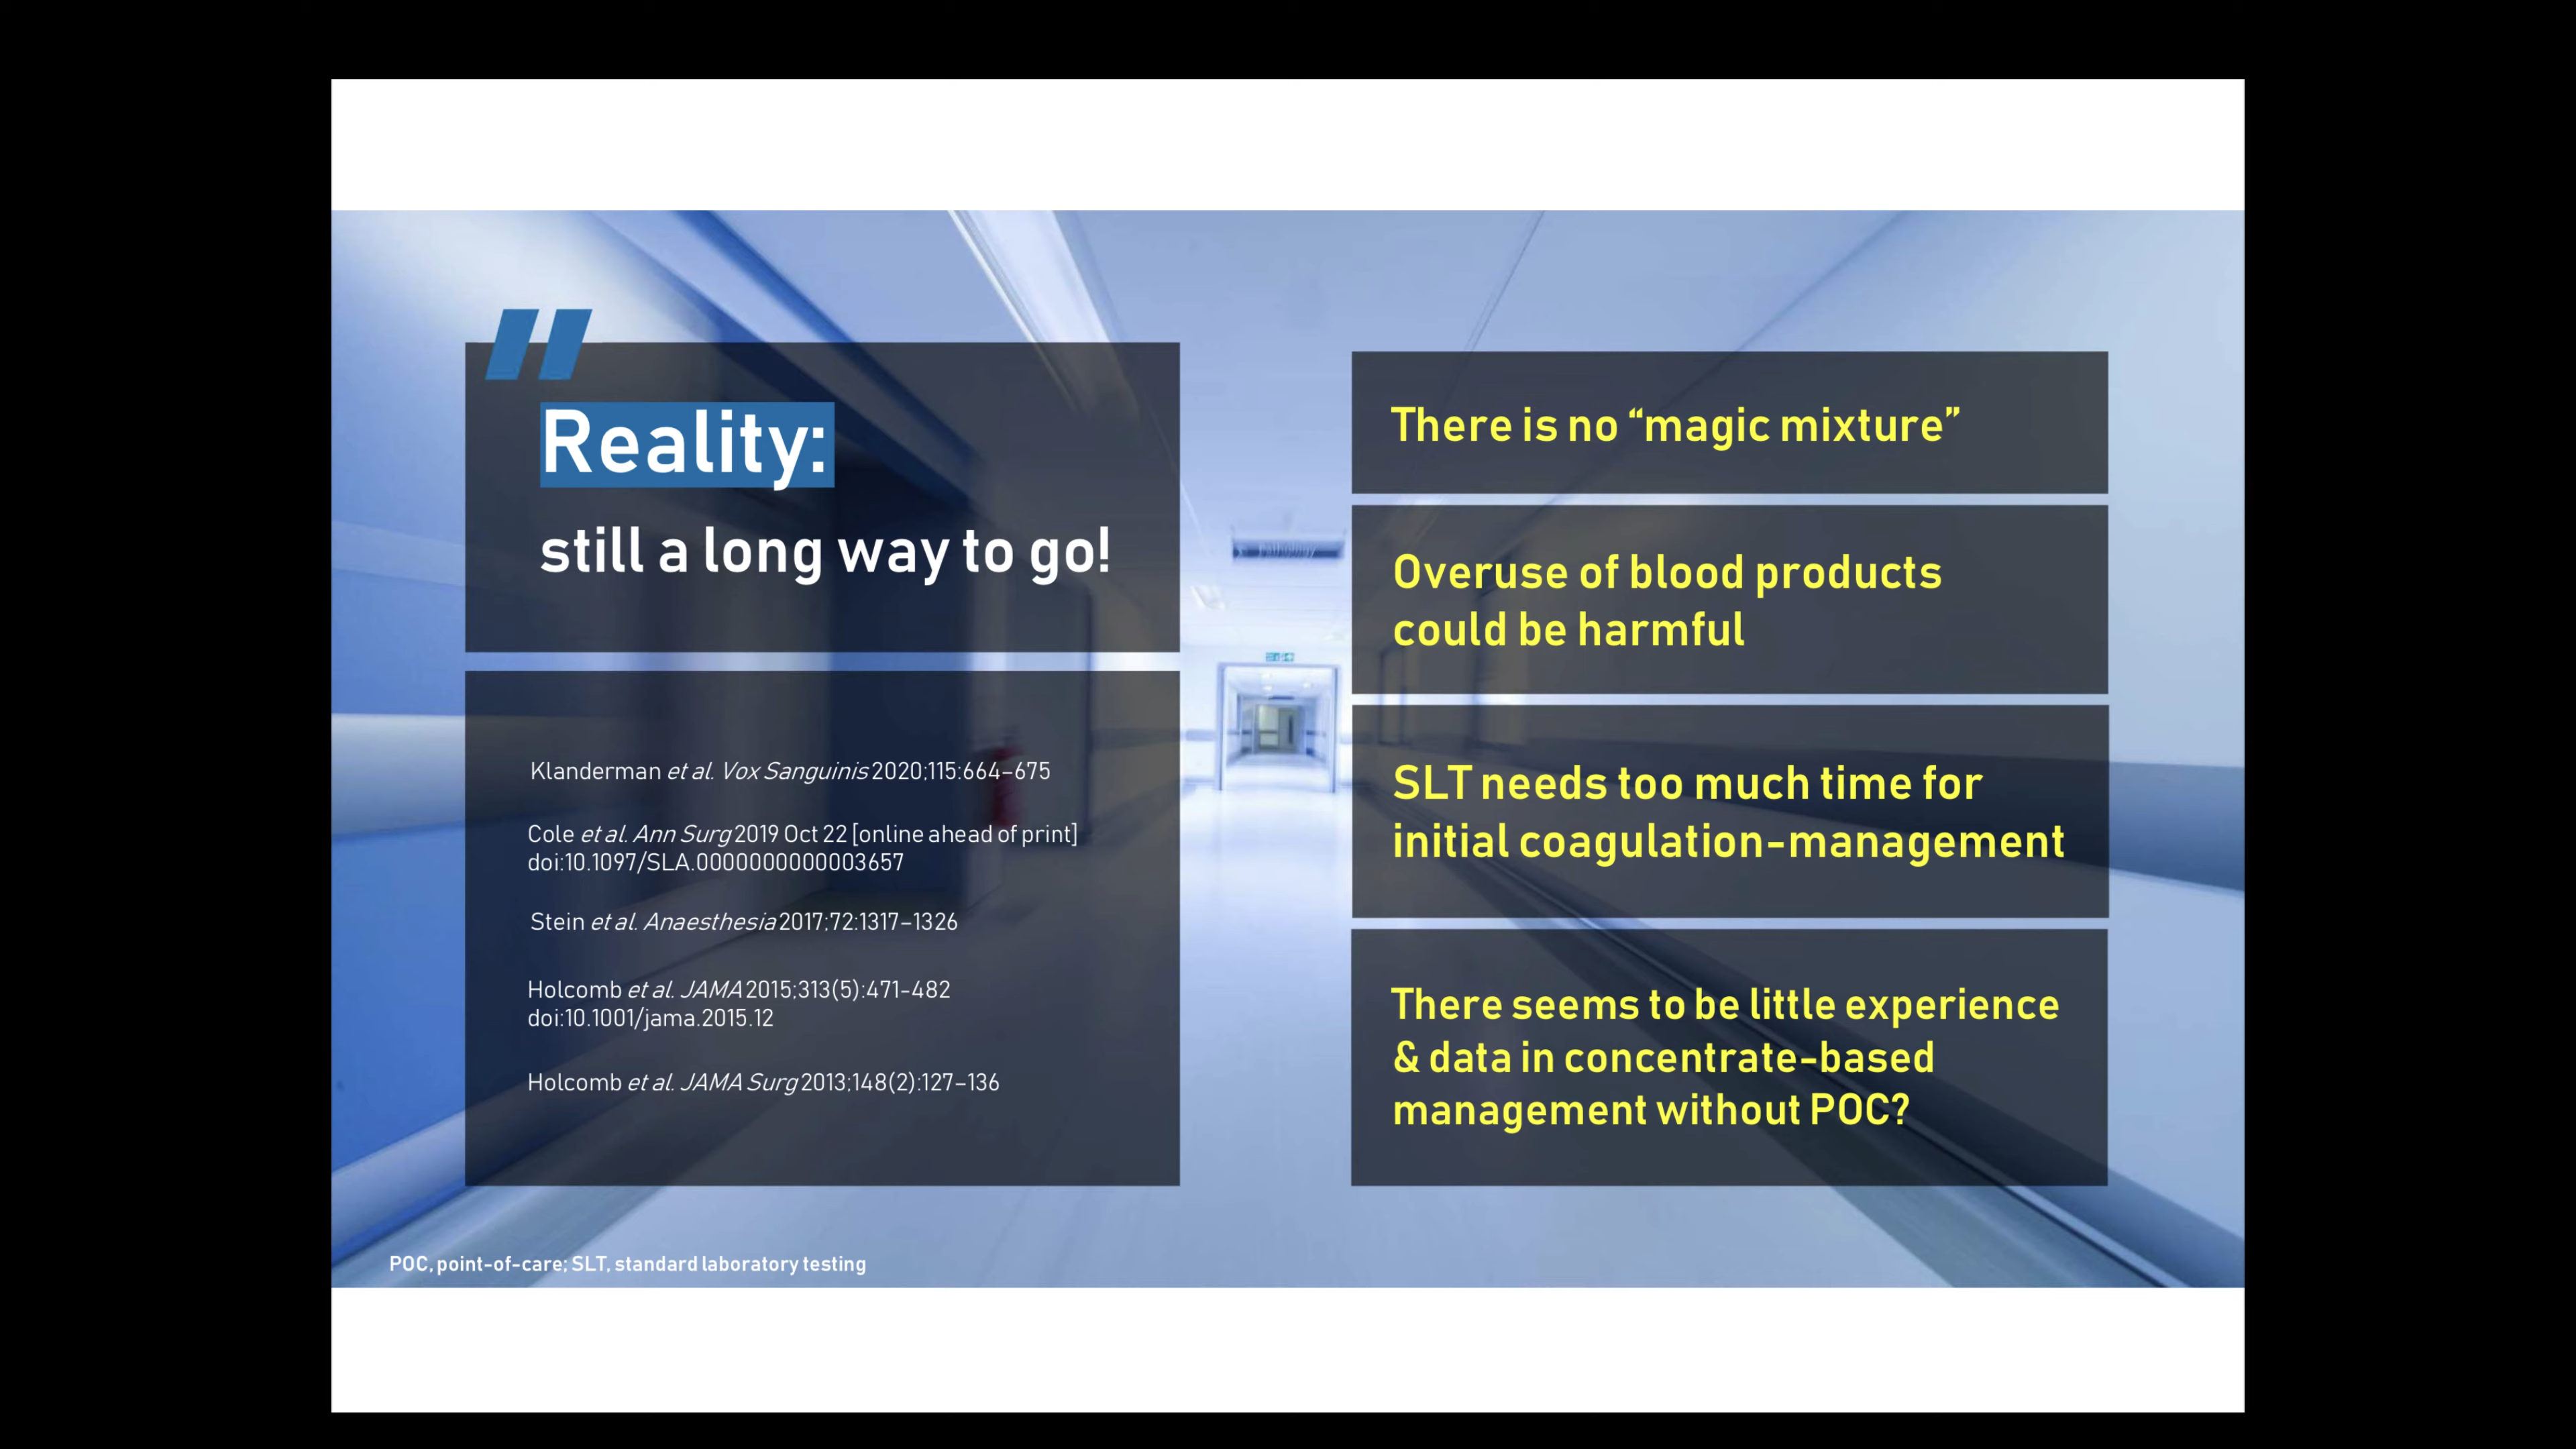 Reality:
still a long way to go!
Klanderman et al. Vox Sanguinis 2020;115:664–675
Cole et al. Ann Surg 2019 Oct 22 [online ahead of print]
doi:10.1097/SLA.0000000000003657
Stein et al. Anaesthesia 2017;72:1317–1326
Holcomb et al. JAMA 2015;313(5):471-482
doi:10.1001/jama.2015.12
Holcomb et al. JAMA Surg 2013;148(2):127–136
There is no “magic mixture”
Overuse of blood products
could be harmful
SLT needs too much time for
initial coagulation-management
There seems to be little experience
& data in concentrate-based
management without POC?
Pathology
POC, point-of-care; SLT, standard laboratory testing